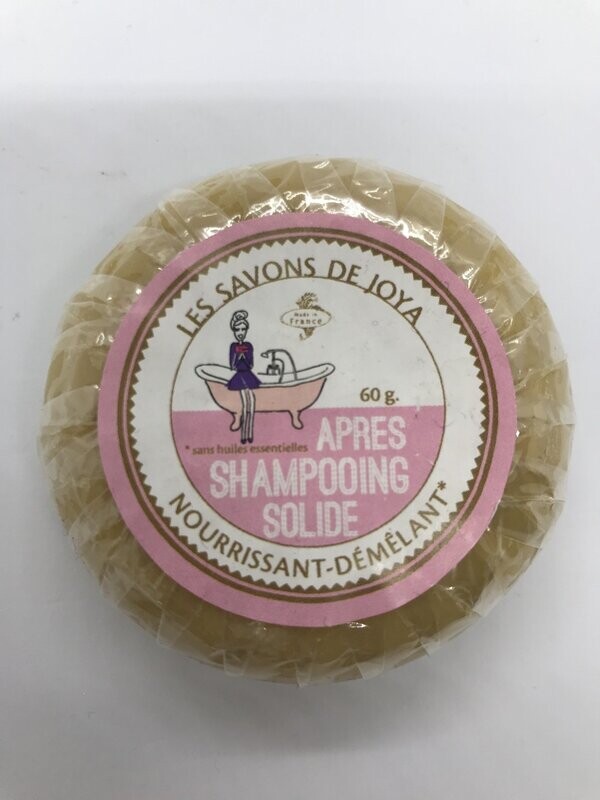 LES SAVONS DE JOYA
made in
France
60 g.
* sans huiles essentielles
APRES
SHAMPOOING
SOLIDE
NOURRISSANT-DÉMÊLANT*